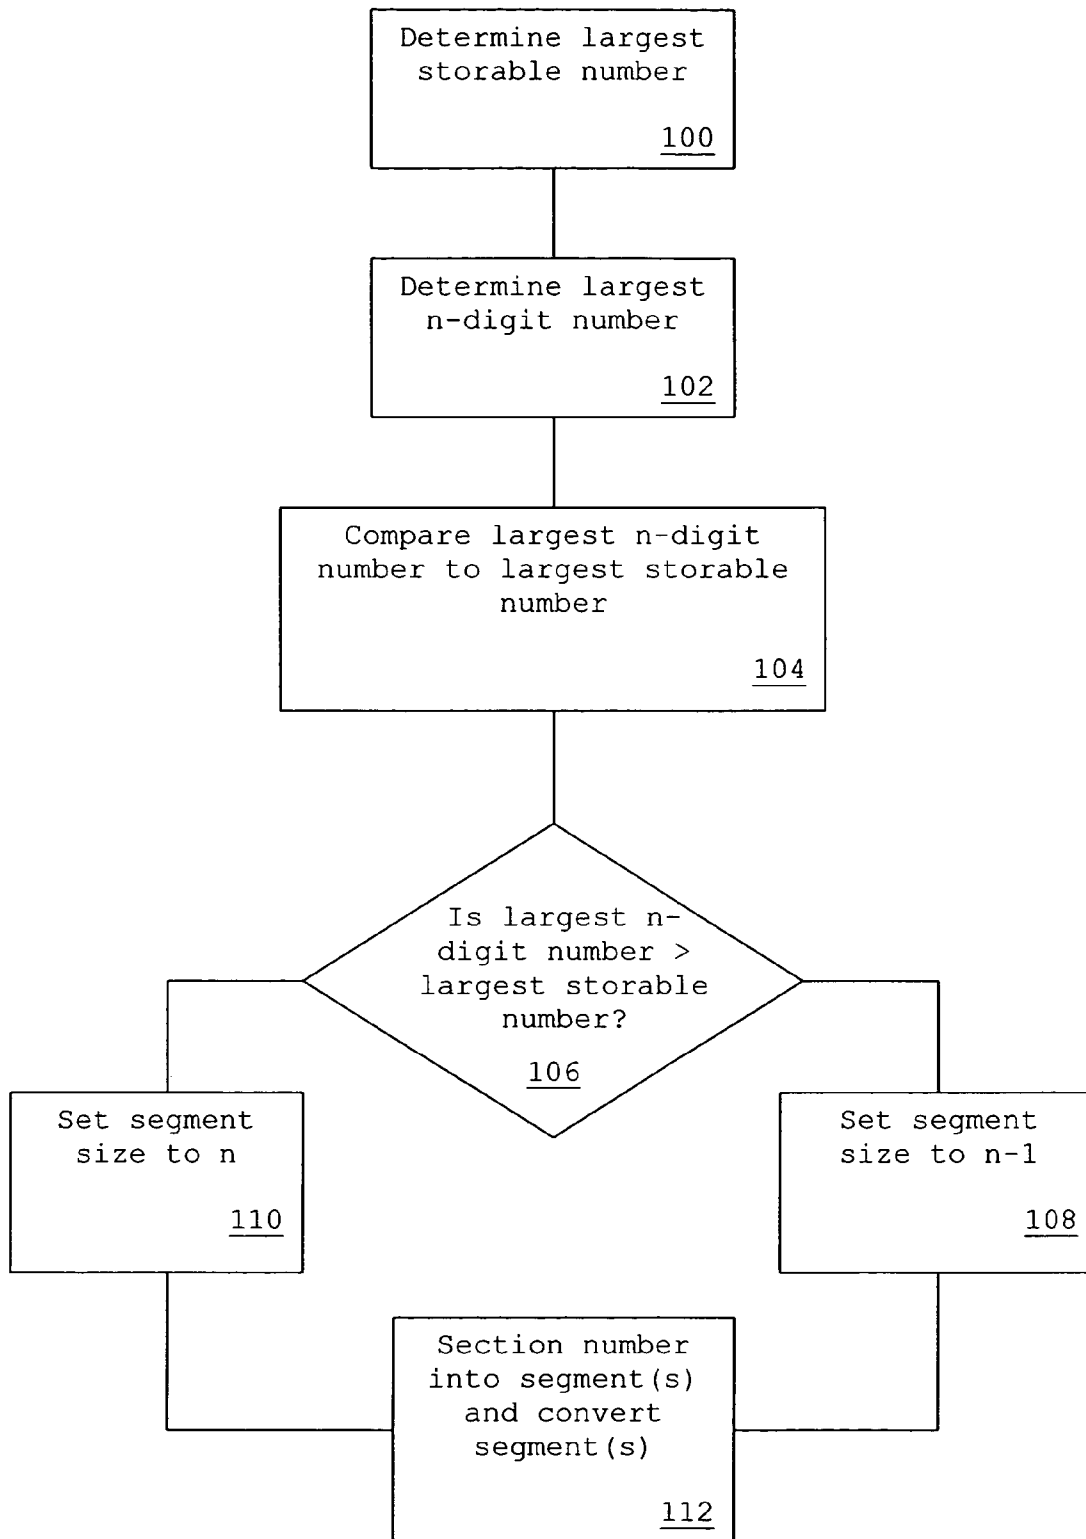 Determine largest
storable number
100
Determine largest
n-digit number
102
Compare largest n-digit
number to largest storable
number
104
Is largest n-
digit number >
largest storable
number?
106
Set segment
size to n
110
Set segment
size to n-1
108
Section number
into segment(s)
and convert
segment(s)
112